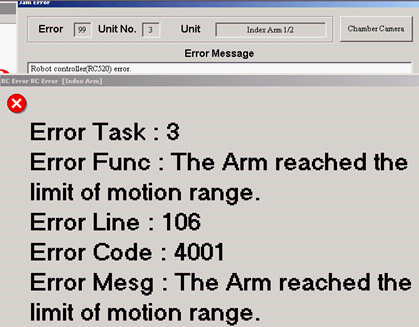 Jam Error
Error 99 Unit No. 3 Unit Index Arm 1/2 Chamber Camera
Error Message
Robot controller(RC520) error.
RC Error RC Error [Index Arm]
Error Task : 3
Error Func : The Arm reached the
limit of motion range.
Error Line : 106
Error Code : 4001
Error Mesg : The Arm reached the
limit of motion range.